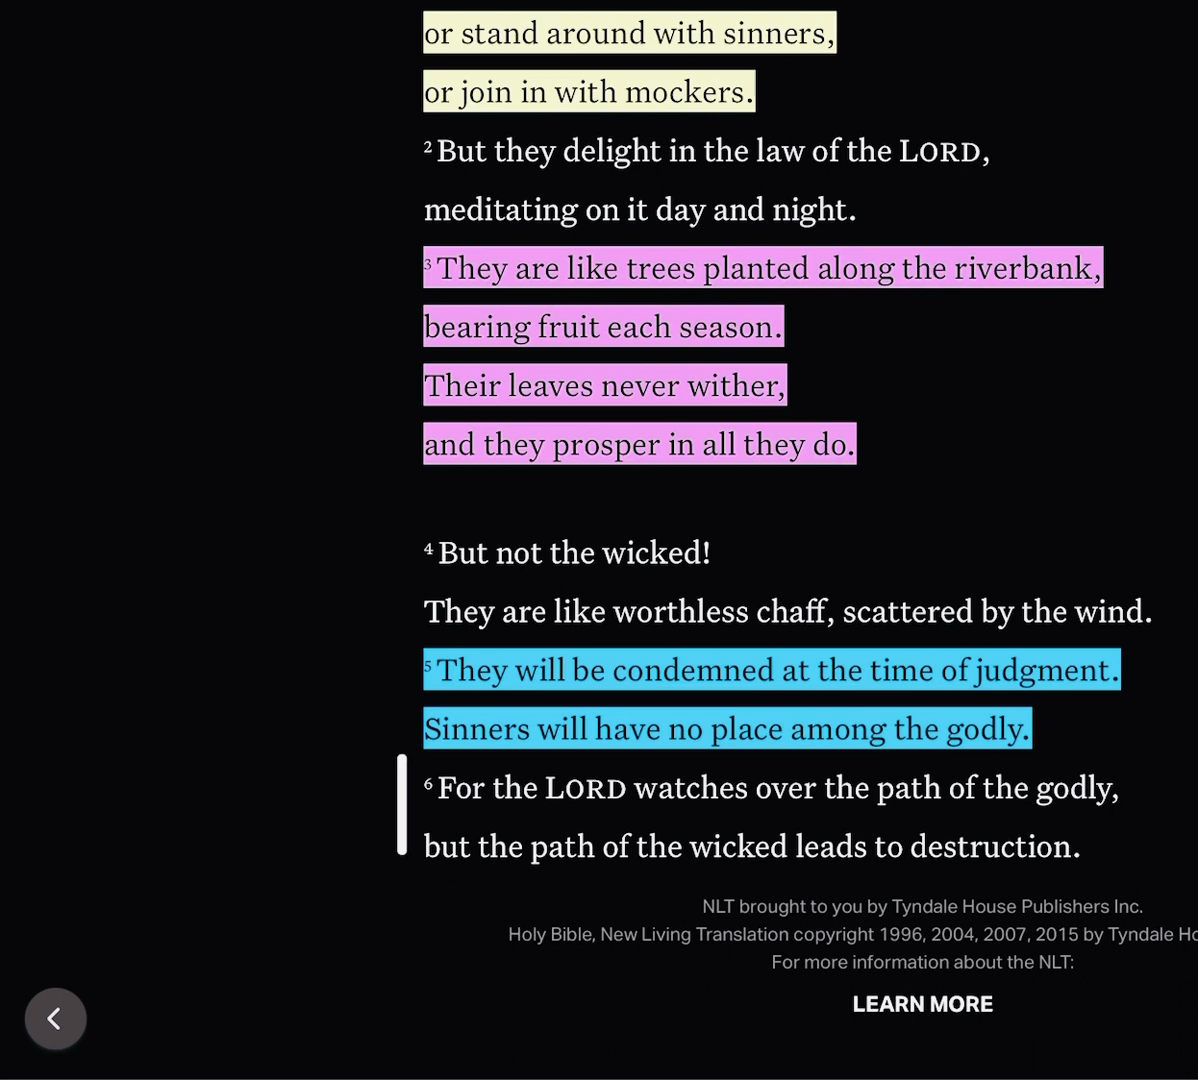 or stand around with sinners,
or join in with mockers.
2 But they delight in the law of the LORD,
meditating on it day and night.
3 They are like trees planted along the riverbank,
bearing fruit each season.
Their leaves never wither,
and they prosper in all they do.
4 But not the wicked!
They are like worthless chaff, scattered by the wind.
5 They will be condemned at the time of judgment.
Sinners will have no place among the godly.
6 For the LORD watches over the path of the godly,
but the path of the wicked leads to destruction.
NLT brought to you by Tyndale House Publishers Inc.
Holy Bible, New Living Translation copyright 1996, 2004, 2007, 2015 by Tyndale
For more information about the NLT:
LEARN MORE